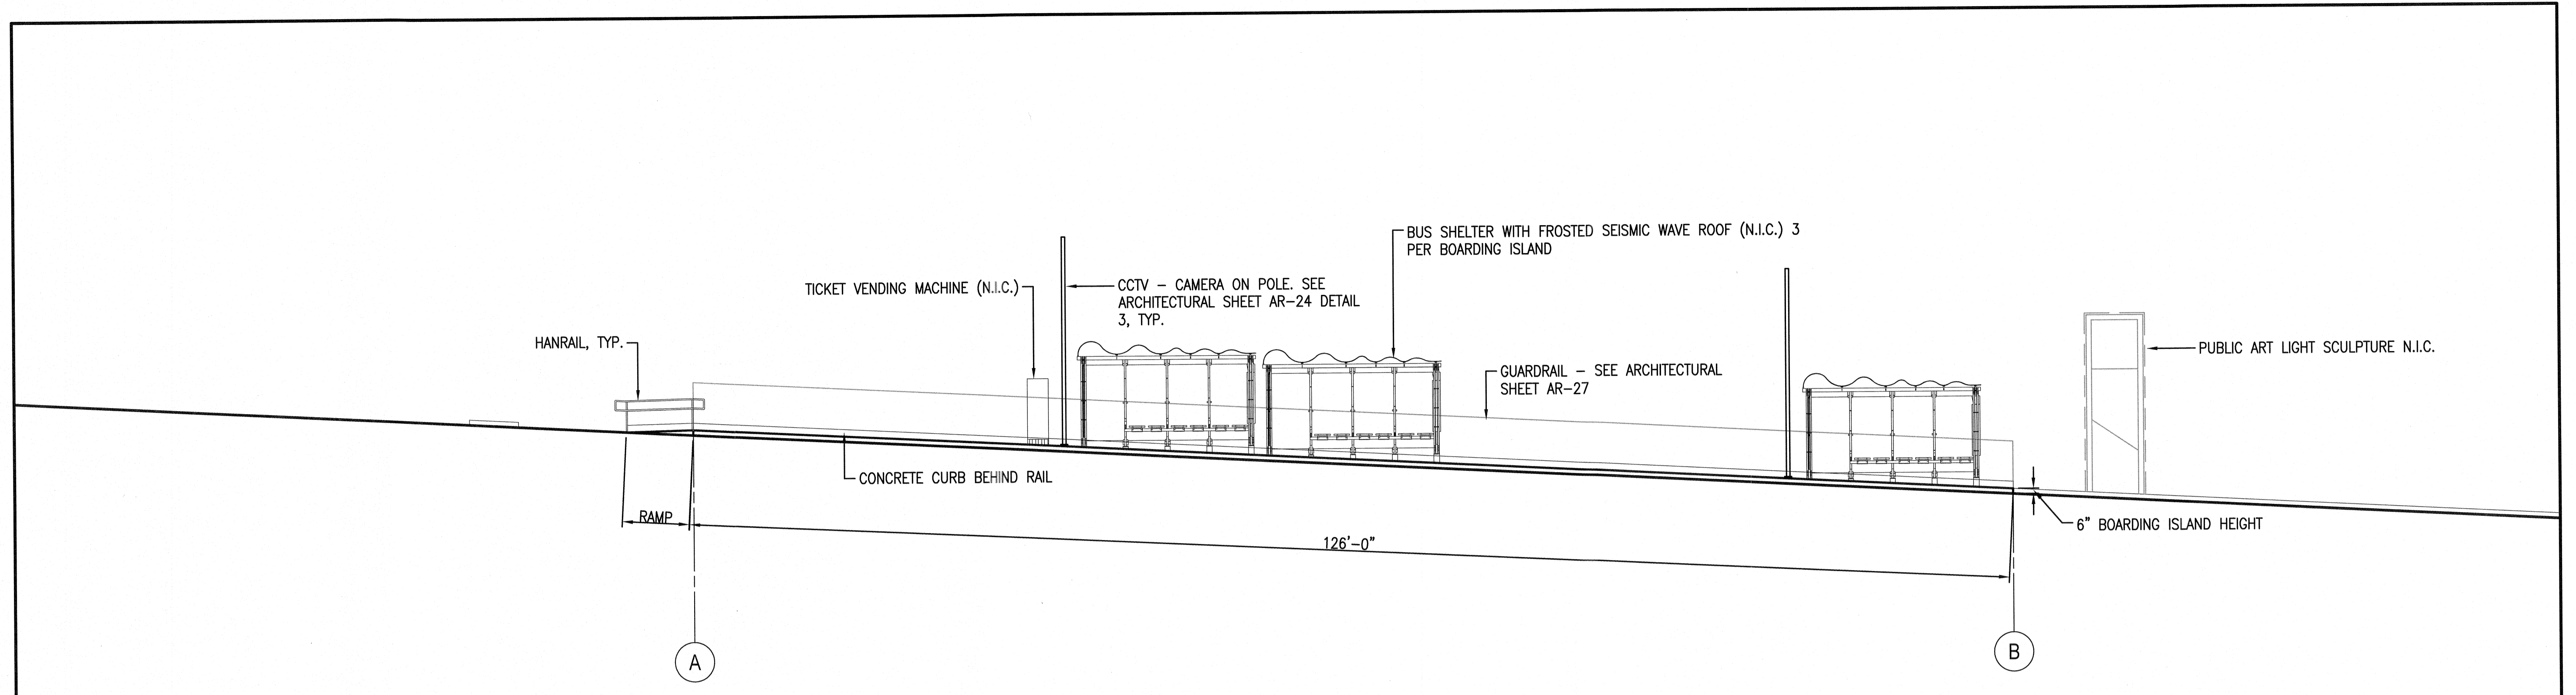 BUS SHELTER WITH FROSTED SEISMIC WAVE ROOF (N.I.C.) 3
PER BOARDING ISLAND
TICKET VENDING MACHINE (N.I.C.)
CCTV – CAMERA ON POLE. SEE
ARCHITECTURAL SHEET AR–24 DETAIL
3, TYP.
HANRAIL, TYP.
GUARDRAIL – SEE ARCHITECTURAL
SHEET AR–27
PUBLIC ART LIGHT SCULPTURE N.I.C.
CONCRETE CURB BEHIND RAIL
RAMP
126'–0"
6" BOARDING ISLAND HEIGHT
A
B